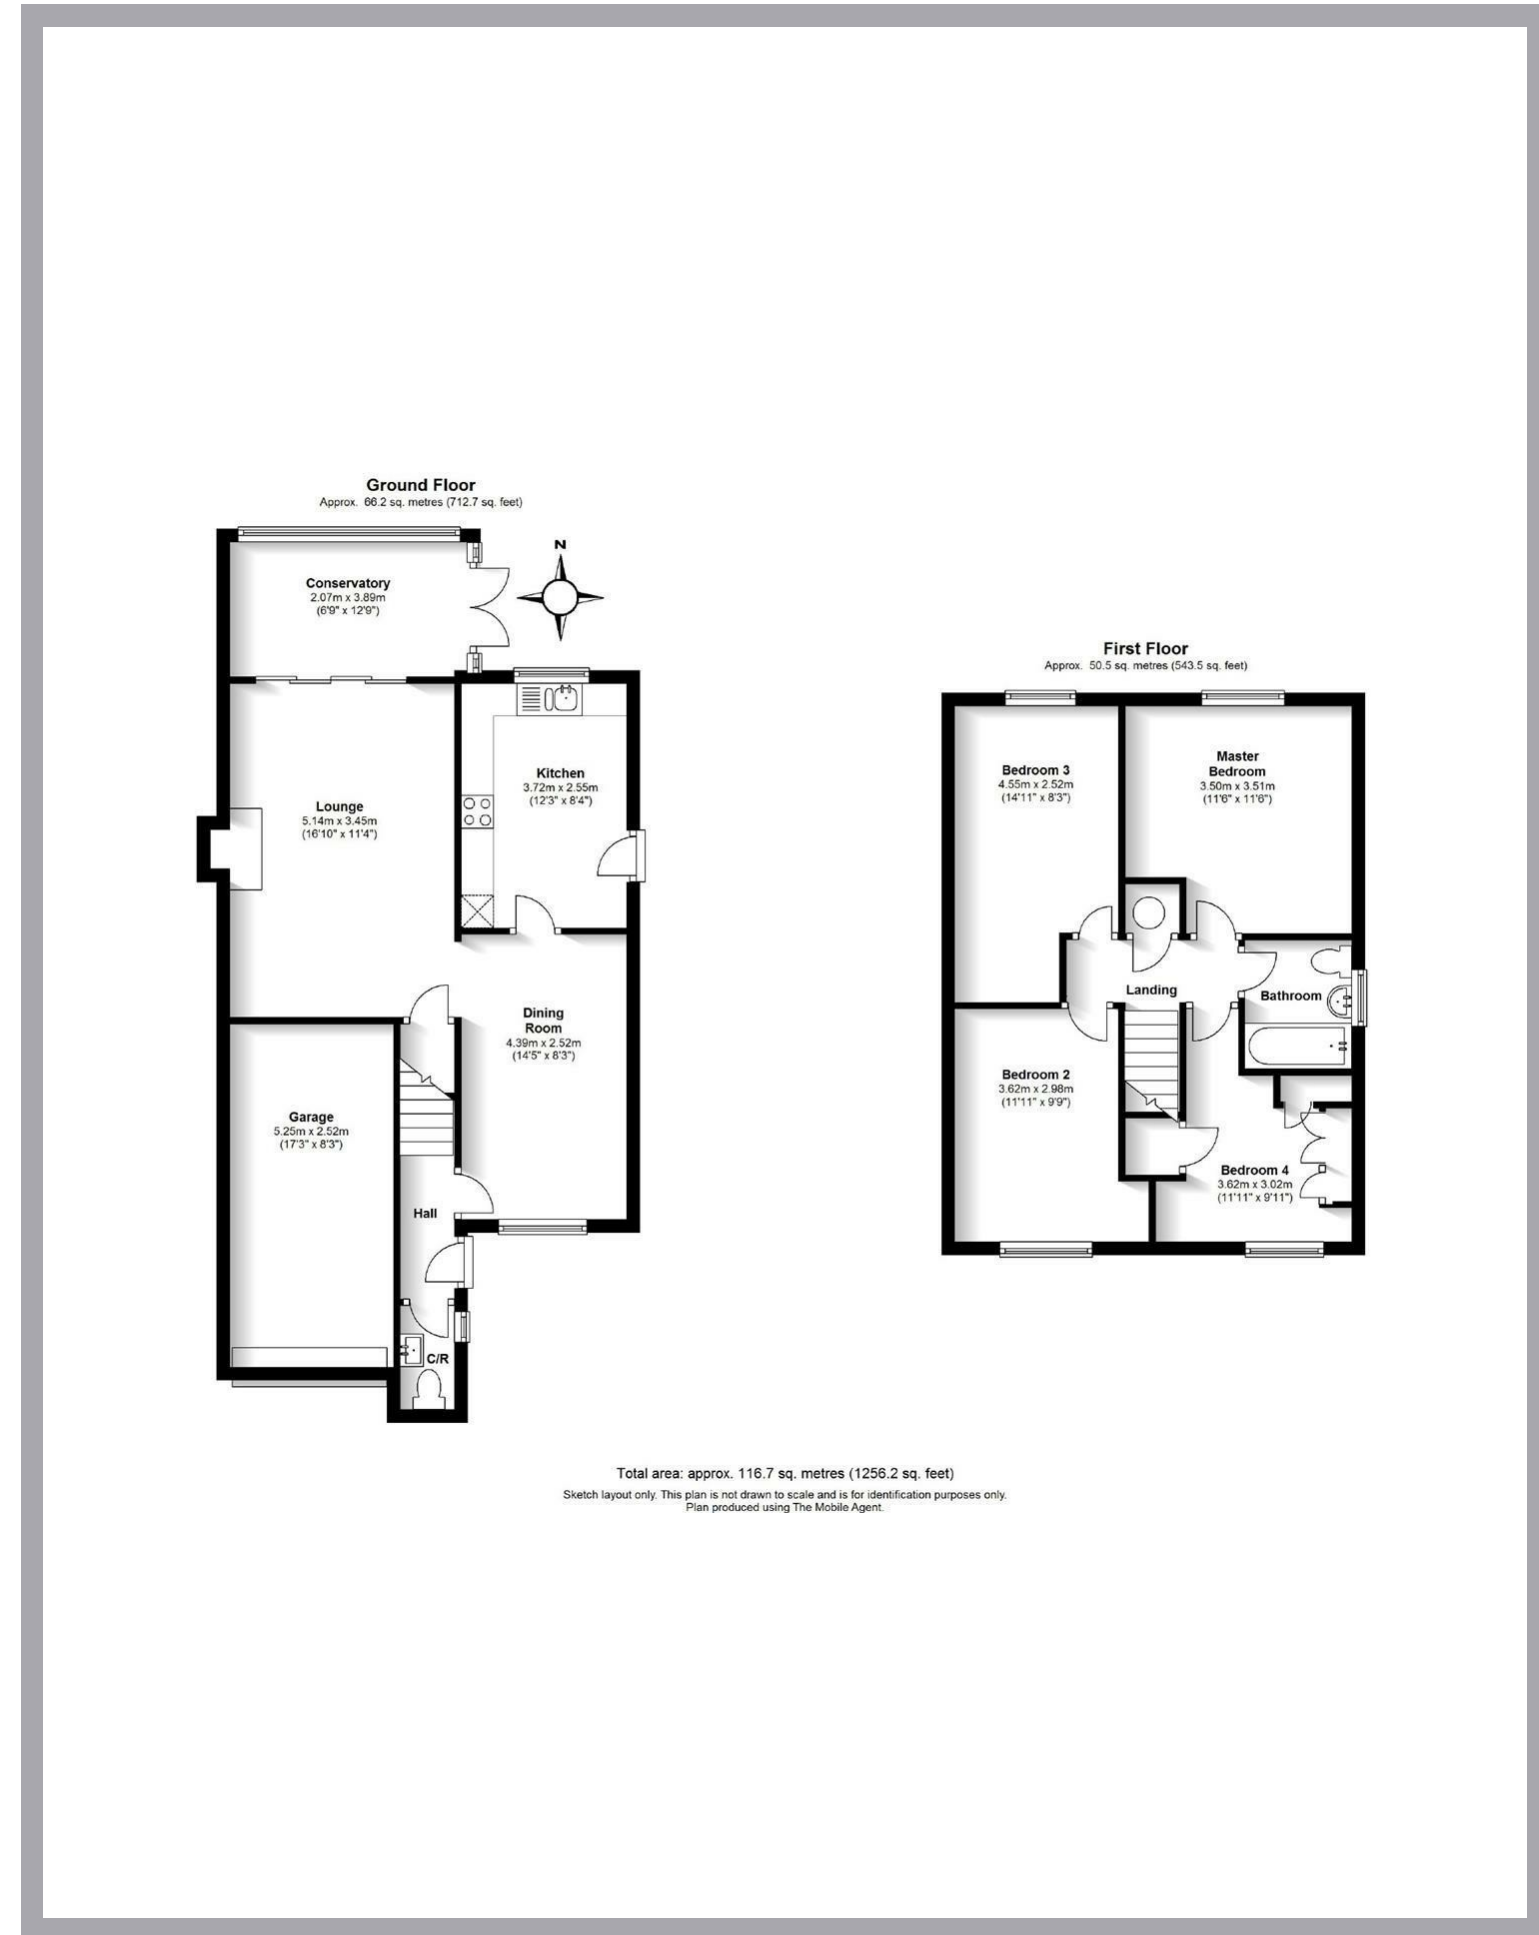 Ground Floor
Approx. 66.2 sq. metres (712.7 sq. feet)
N
Conservatory
2.07m x 3.89m
(6'9" x 12'9")
Kitchen
3.72m x 2.55m
(12'3" x 8'4")
Lounge
5.14m x 3.45m
(16'10" x 11'4")
Dining
Room
4.39m x 2.52m
(14'5" x 8'3")
Garage
5.25m x 2.52m
(17'3" x 8'3")
Hall
C/R
First Floor
Approx. 50.5 sq. metres (543.5 sq. feet)
Bedroom 3
4.55m x 2.52m
(14'11" x 8'3")
Master
Bedroom
3.50m x 3.51m
(11'6" x 11'6")
Landing
Bathroom
Bedroom 2
3.62m x 2.98m
(11'11" x 9'9")
Bedroom 4
3.62m x 3.02m
(11'11" x 9'11")
Total area: approx. 116.7 sq. metres (1256.2 sq. feet)
Sketch layout only. This plan is not drawn to scale and is for identification purposes only.
Plan produced using The Mobile Agent.